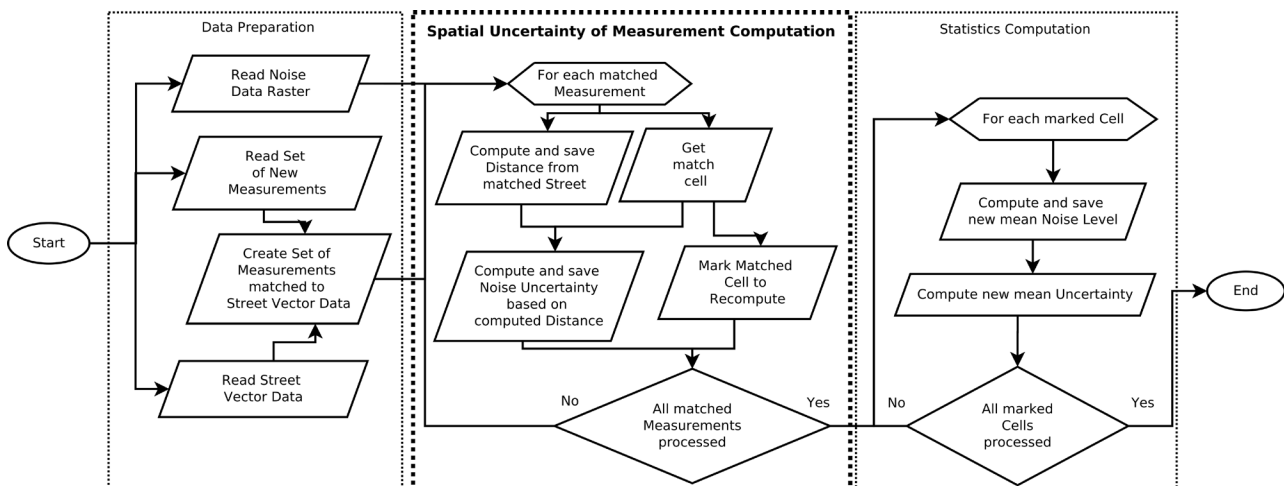 Data Preparation
Spatial Uncertainty of Measurement Computation
Statistics Computation
Start
Read Noise
Data Raster
Read Set
of New
Measurements
Create Set of
Measurements
matched to
Street Vector Data
Read Street
Vector Data
For each matched
Measurement
Compute and save
Distance from
matched Street
Get
match
cell
Compute and save
Noise Uncertainty
based on
computed Distance
Mark Matched
Cell to
Recompute
No
All matched
Measurements
processed
Yes
For each marked Cell
Compute and save
new mean Noise Level
Compute new mean Uncertainty
No
All marked
Cells
processed
Yes
End